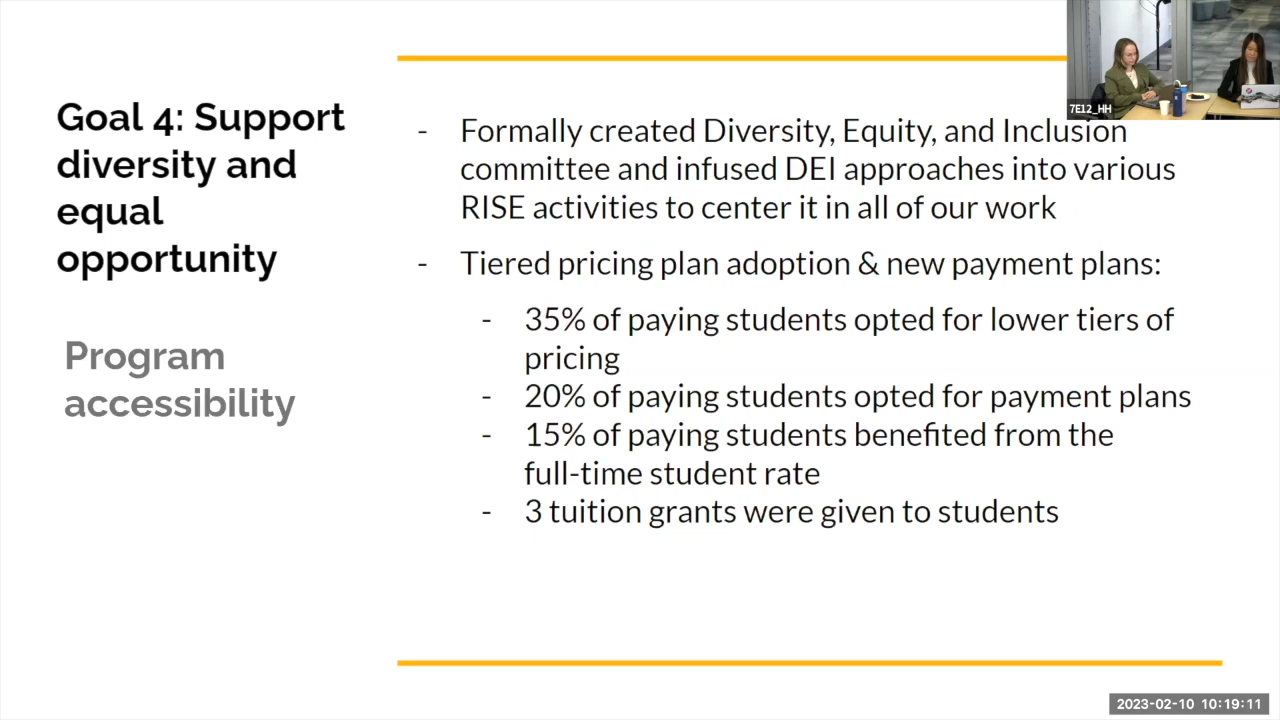 Goal 4: Support
diversity and
equal
opportunity
Program
accessibility
- Formally created Diversity, Equity, and Inclusion
committee and infused DEI approaches into various
RISE activities to center it in all of our work
- Tiered pricing plan adoption & new payment plans:
- 35% of paying students opted for lower tiers of
pricing
- 20% of paying students opted for payment plans
- 15% of paying students benefited from the
full-time student rate
- 3 tuition grants were given to students
7E12_HH
2023-02-10 10:19:11